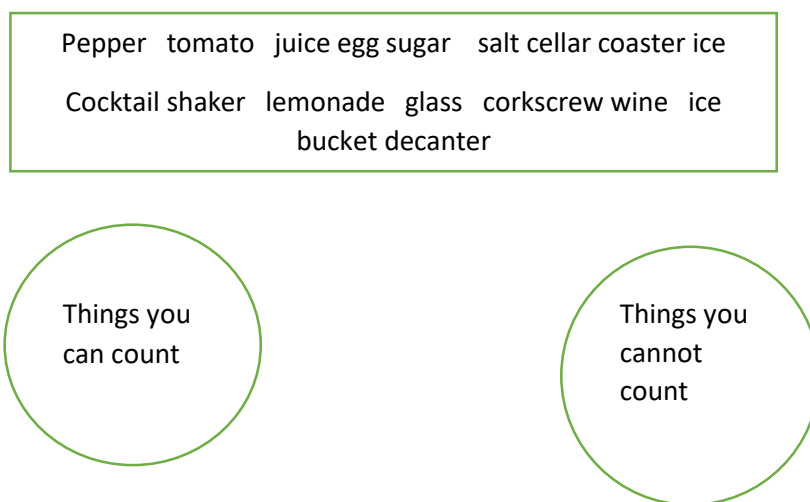 Pepper tomato juice egg sugar salt cellar coaster ice
Cocktail shaker lemonade glass corkscrew wine ice
bucket decanter
Things you
can count
Things you
cannot
count